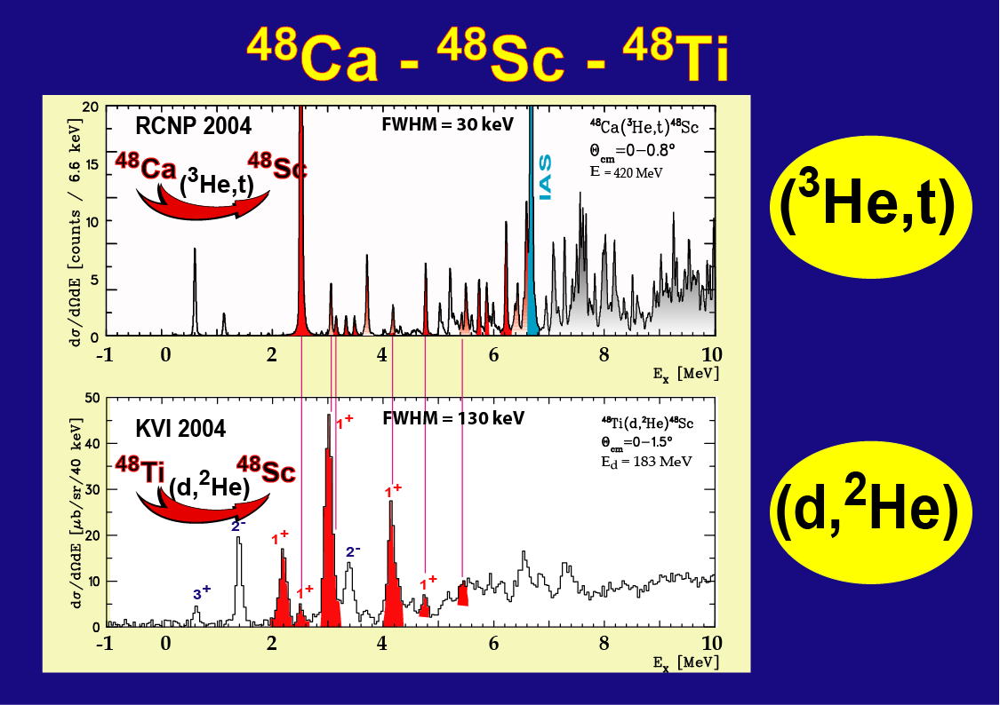 ⁴⁸Ca - ⁴⁸Sc - ⁴⁸Ti
RCNP 2004
FWHM = 30 keV
⁴⁸Ca(³He,t)⁴⁸Sc
Θcm=0−0.8°
E = 420 MeV
⁴⁸Ca (³He,t) ⁴⁸Sc
IAS
dσ/dΩdE [counts / 6.6 keV]
20
15
10
5
0
-1 0 2 4 6 8 10
Eₓ [MeV]
(³He,t)
KVI 2004
FWHM = 130 keV
⁴⁸Ti(d,²He)⁴⁸Sc
Θcm=0−1.5°
Ed = 183 MeV
⁴⁸Ti (d,²He) ⁴⁸Sc
dσ/dΩdE [μb/sr/40 keV]
50
40
30
20
10
0
3⁺
2⁻
1⁺
1⁺
1⁺
2⁻
1⁺
1⁺
-1 0 2 4 6 8 10
Eₓ [MeV]
(d,²He)